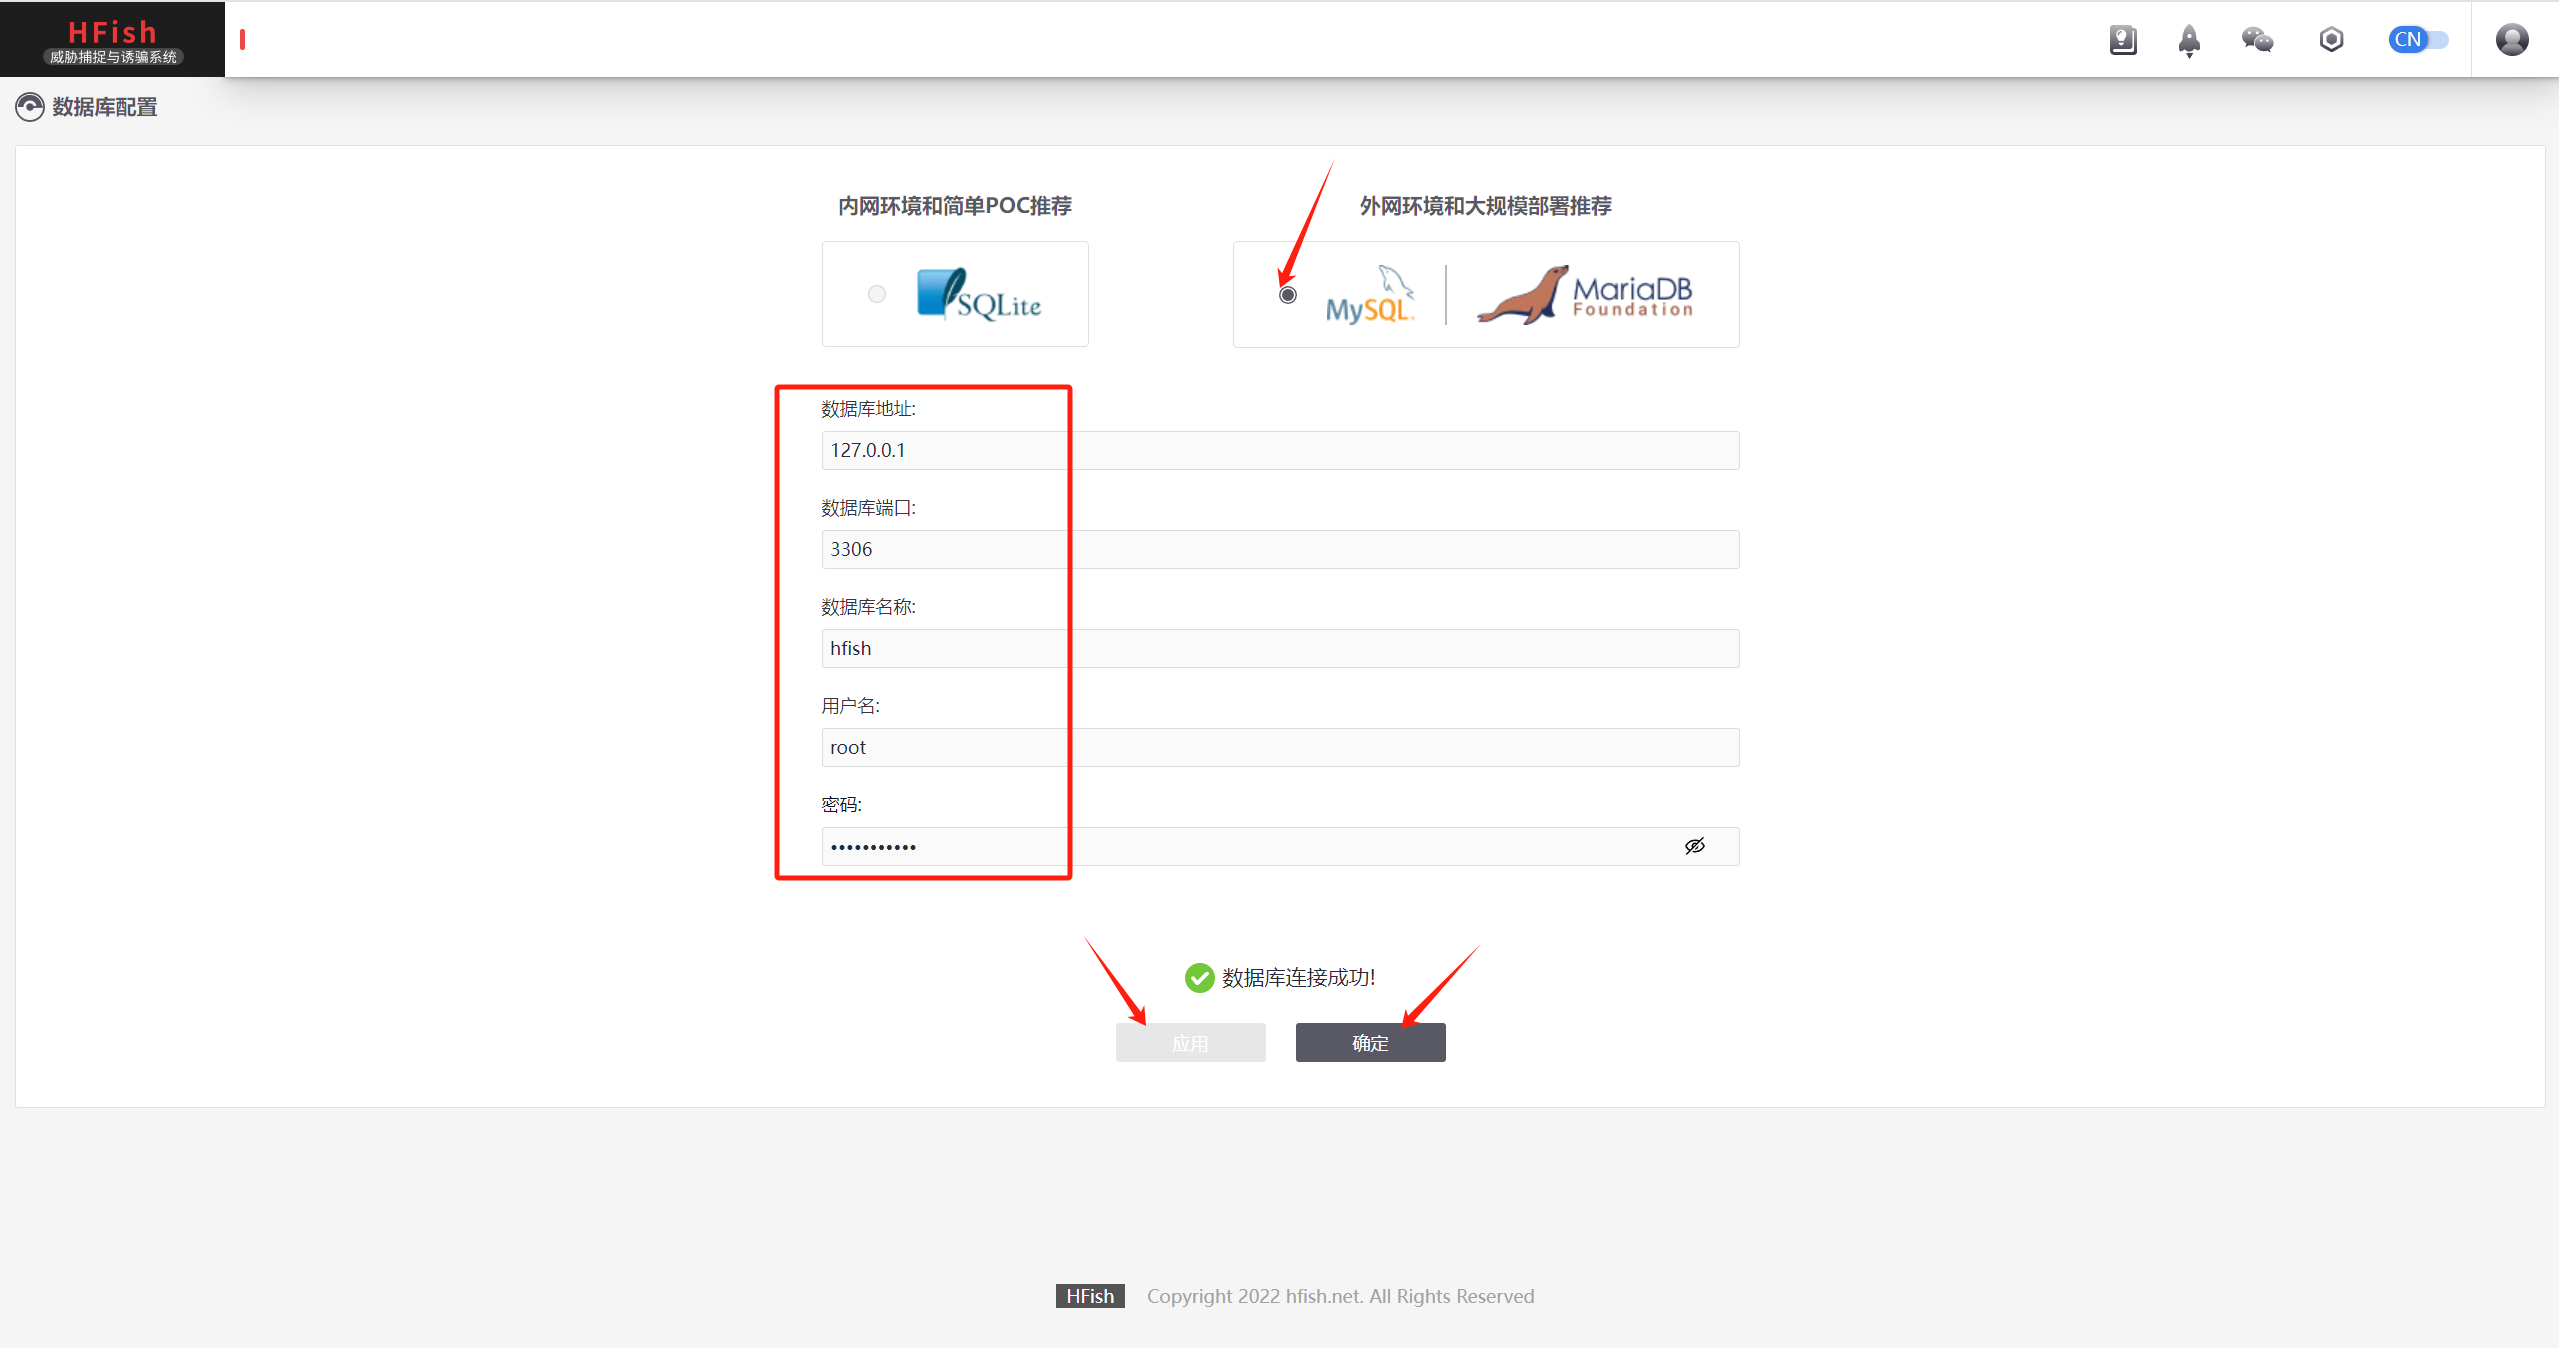 HFish
威胁捕捉与诱骗系统
CN
数据库配置
内网环境和简单POC推荐
外网环境和大规模部署推荐
SQLite
MySQL
MariaDB
Foundation
数据库地址:
127.0.0.1
数据库端口:
3306
数据库名称:
hfish
用户名:
root
密码:
•••••••••••
数据库连接成功!
应用
确定
HFish
Copyright 2022 hfish.net. All Rights Reserved